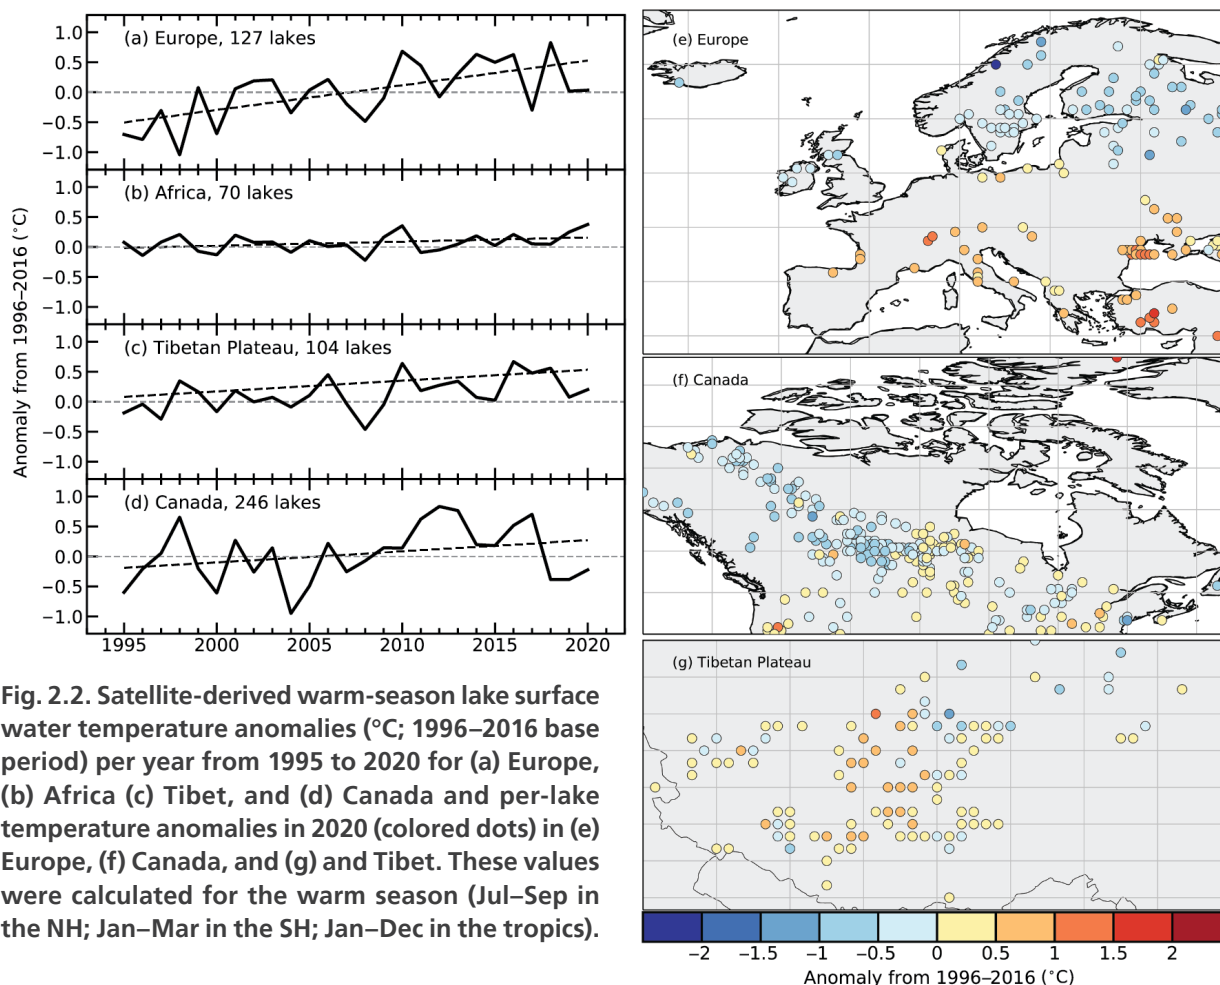 (a) Europe, 127 lakes
1.0
0.5
0.0
−0.5
−1.0
(b) Africa, 70 lakes
1.0
0.5
0.0
−0.5
−1.0
(c) Tibetan Plateau, 104 lakes
1.0
0.5
0.0
−0.5
−1.0
(d) Canada, 246 lakes
1.0
0.5
0.0
−0.5
−1.0
1995 2000 2005 2010 2015 2020
Anomaly from 1996–2016 (°C)
(e) Europe
(f) Canada
(g) Tibetan Plateau
−2 −1.5 −1 −0.5 0 0.5 1 1.5 2
Anomaly from 1996–2016 (°C)
Fig. 2.2. Satellite-derived warm-season lake surface
water temperature anomalies (°C; 1996–2016 base
period) per year from 1995 to 2020 for (a) Europe,
(b) Africa (c) Tibet, and (d) Canada and per-lake
temperature anomalies in 2020 (colored dots) in (e)
Europe, (f) Canada, and (g) and Tibet. These values
were calculated for the warm season (Jul–Sep in
the NH; Jan–Mar in the SH; Jan–Dec in the tropics).